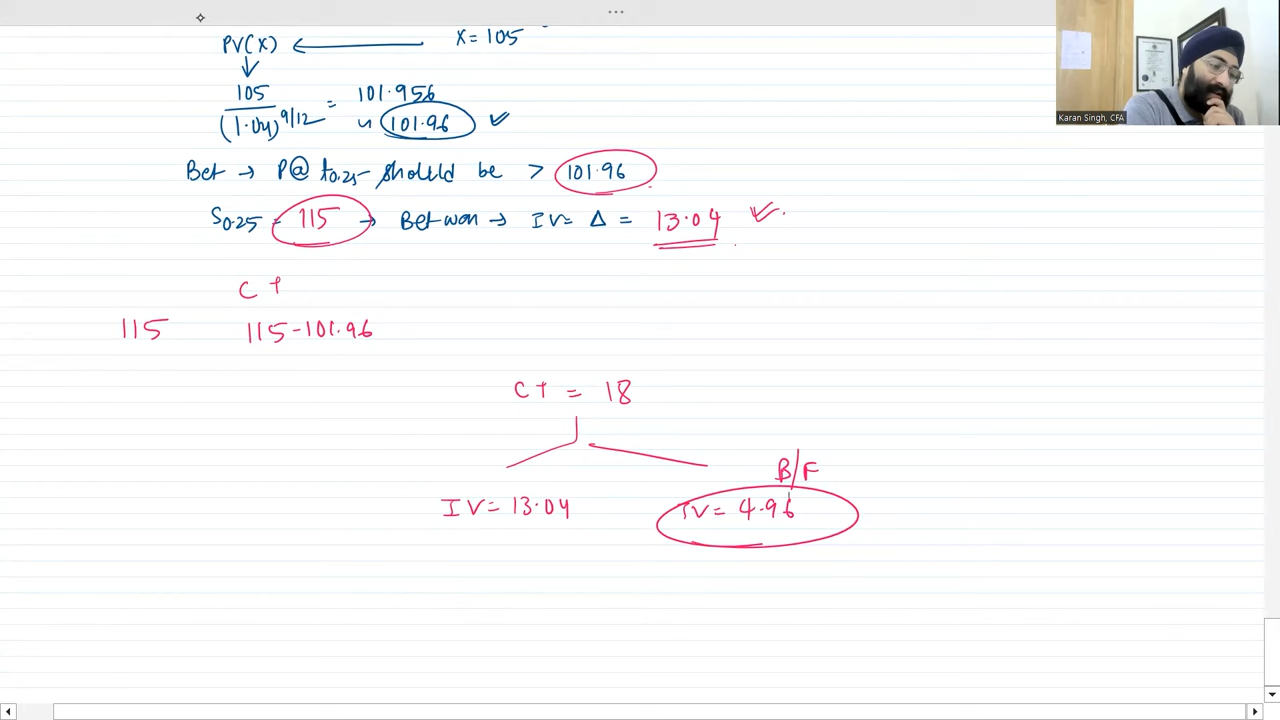 PV(X) ← X = 105
↓
105 / (1.04)^9/12 = 101.956
≈ 101.96 ✓
Bet → P@ t0.25 should be > 101.96
S0.25 = 115 → Bet won → IV = Δ = 13.04 ✓
C +
115 115-101.96
C + = 18
B/F
IV = 13.04 TV = 4.96
Karan Singh, CFA